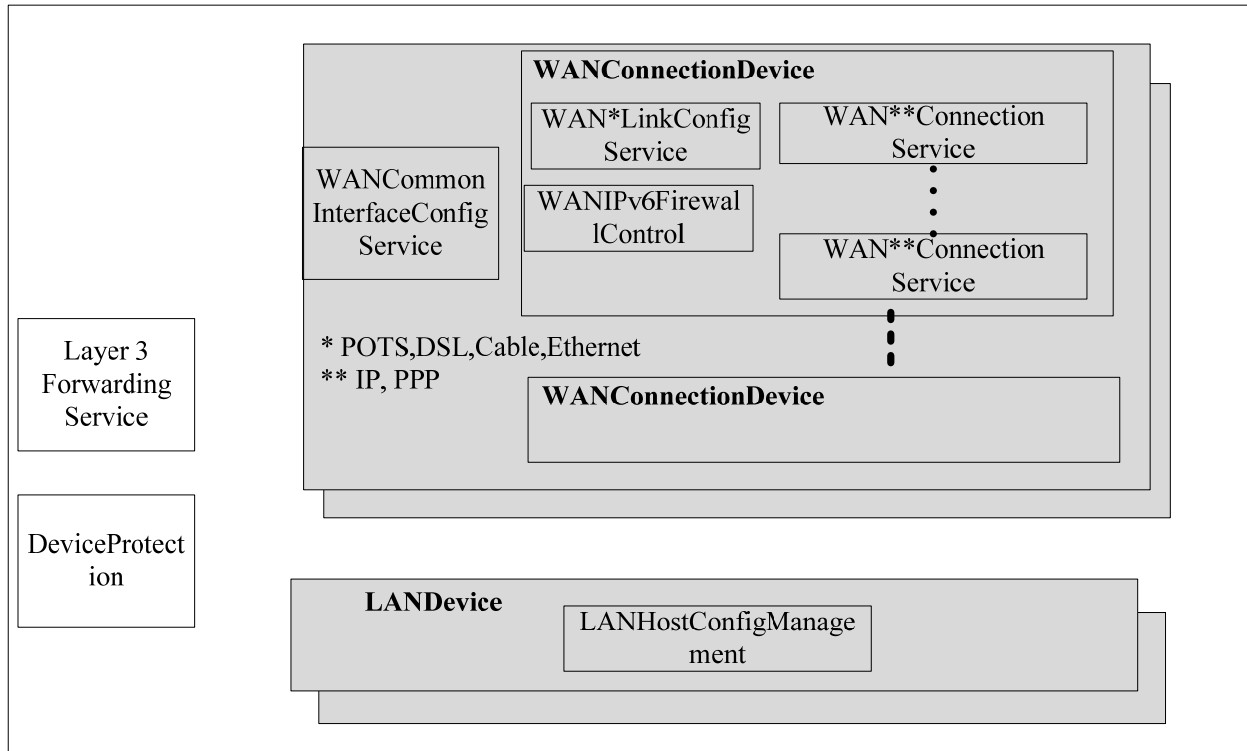 WANConnectionDevice
WAN*LinkConfig
Service
WAN**Connection
Service
WANCommon
InterfaceConfig
Service
WANIPv6Firewal
lControl
WAN**Connection
Service
* POTS,DSL,Cable,Ethernet
** IP, PPP
WANConnectionDevice
Layer 3
Forwarding
Service
DeviceProtect
ion
LANDevice
LANHostConfigManage
ment